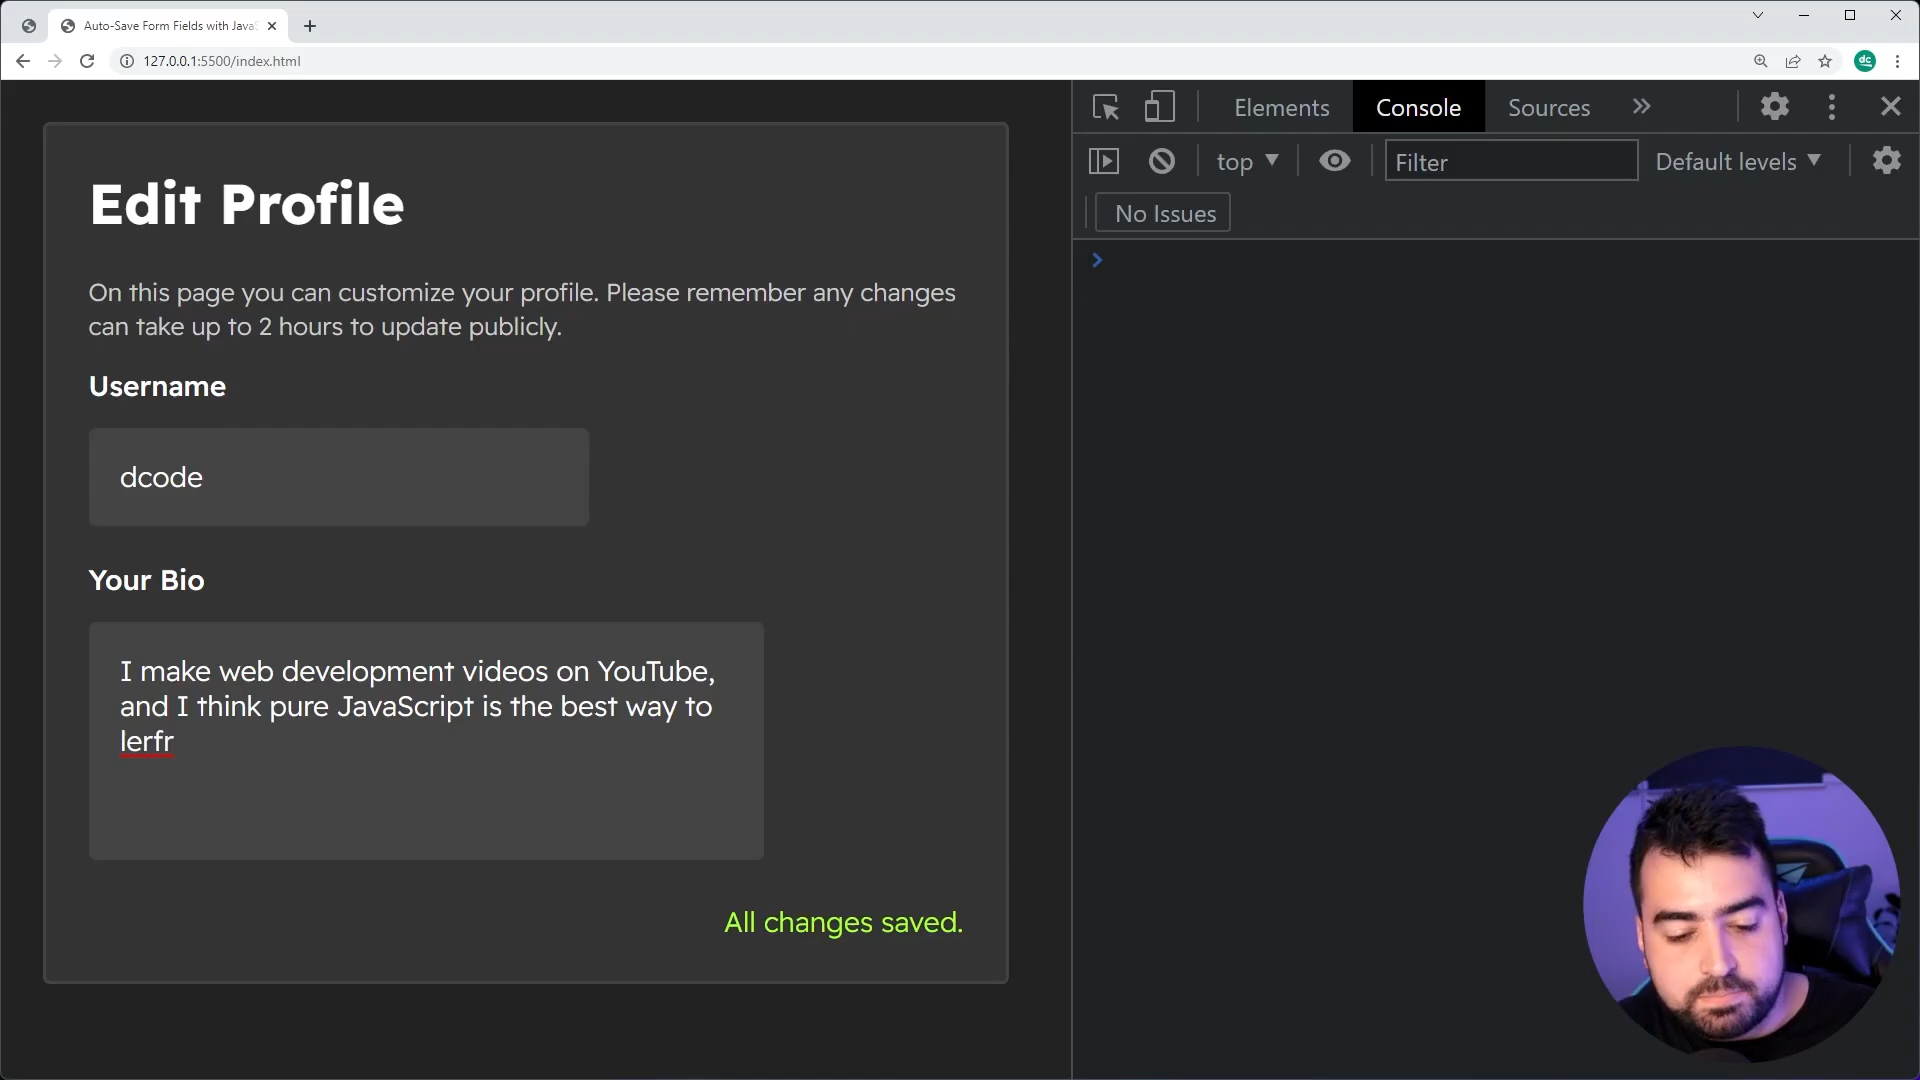 Auto-Save Form Fields with JavaS
127.0.0.1:5500/index.html
dc
Elements
Console
Sources
top
Filter
Default levels
No Issues
Edit Profile
On this page you can customize your profile. Please remember any changes
can take up to 2 hours to update publicly.
Username
dcode
Your Bio
I make web development videos on YouTube,
and I think pure JavaScript is the best way to
lerfr
All changes saved.